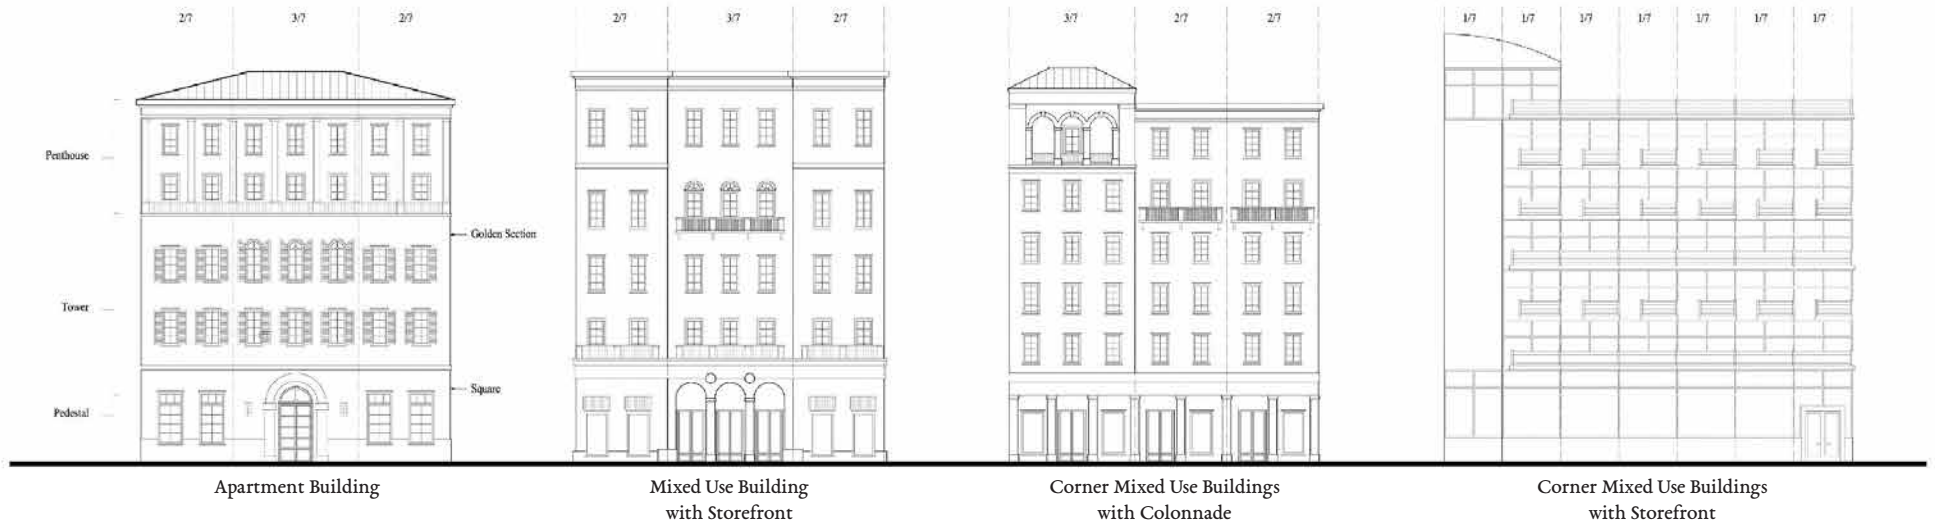 2/7 3/7 2/7 2/7 3/7 2/7 3/7 2/7 2/7 1/7 1/7 1/7 1/7 1/7 1/7 1/7
Penthouse
Golden Section
Tower
Square
Pedestal
Apartment Building
Mixed Use Building
with Storefront
Corner Mixed Use Buildings
with Colonnade
Corner Mixed Use Buildings
with Storefront